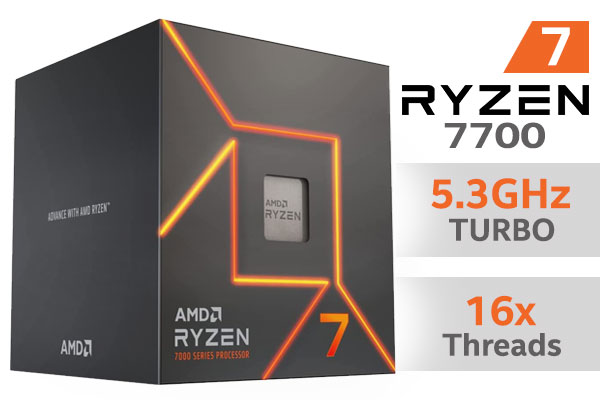 ADVANCE WITH AMD RYZEN™
AMD
AMD
RYZEN
AMD
RYZEN
7000 SERIES PROCESSOR
7
7
RYZEN
7700
5.3GHz
TURBO
16x
Threads